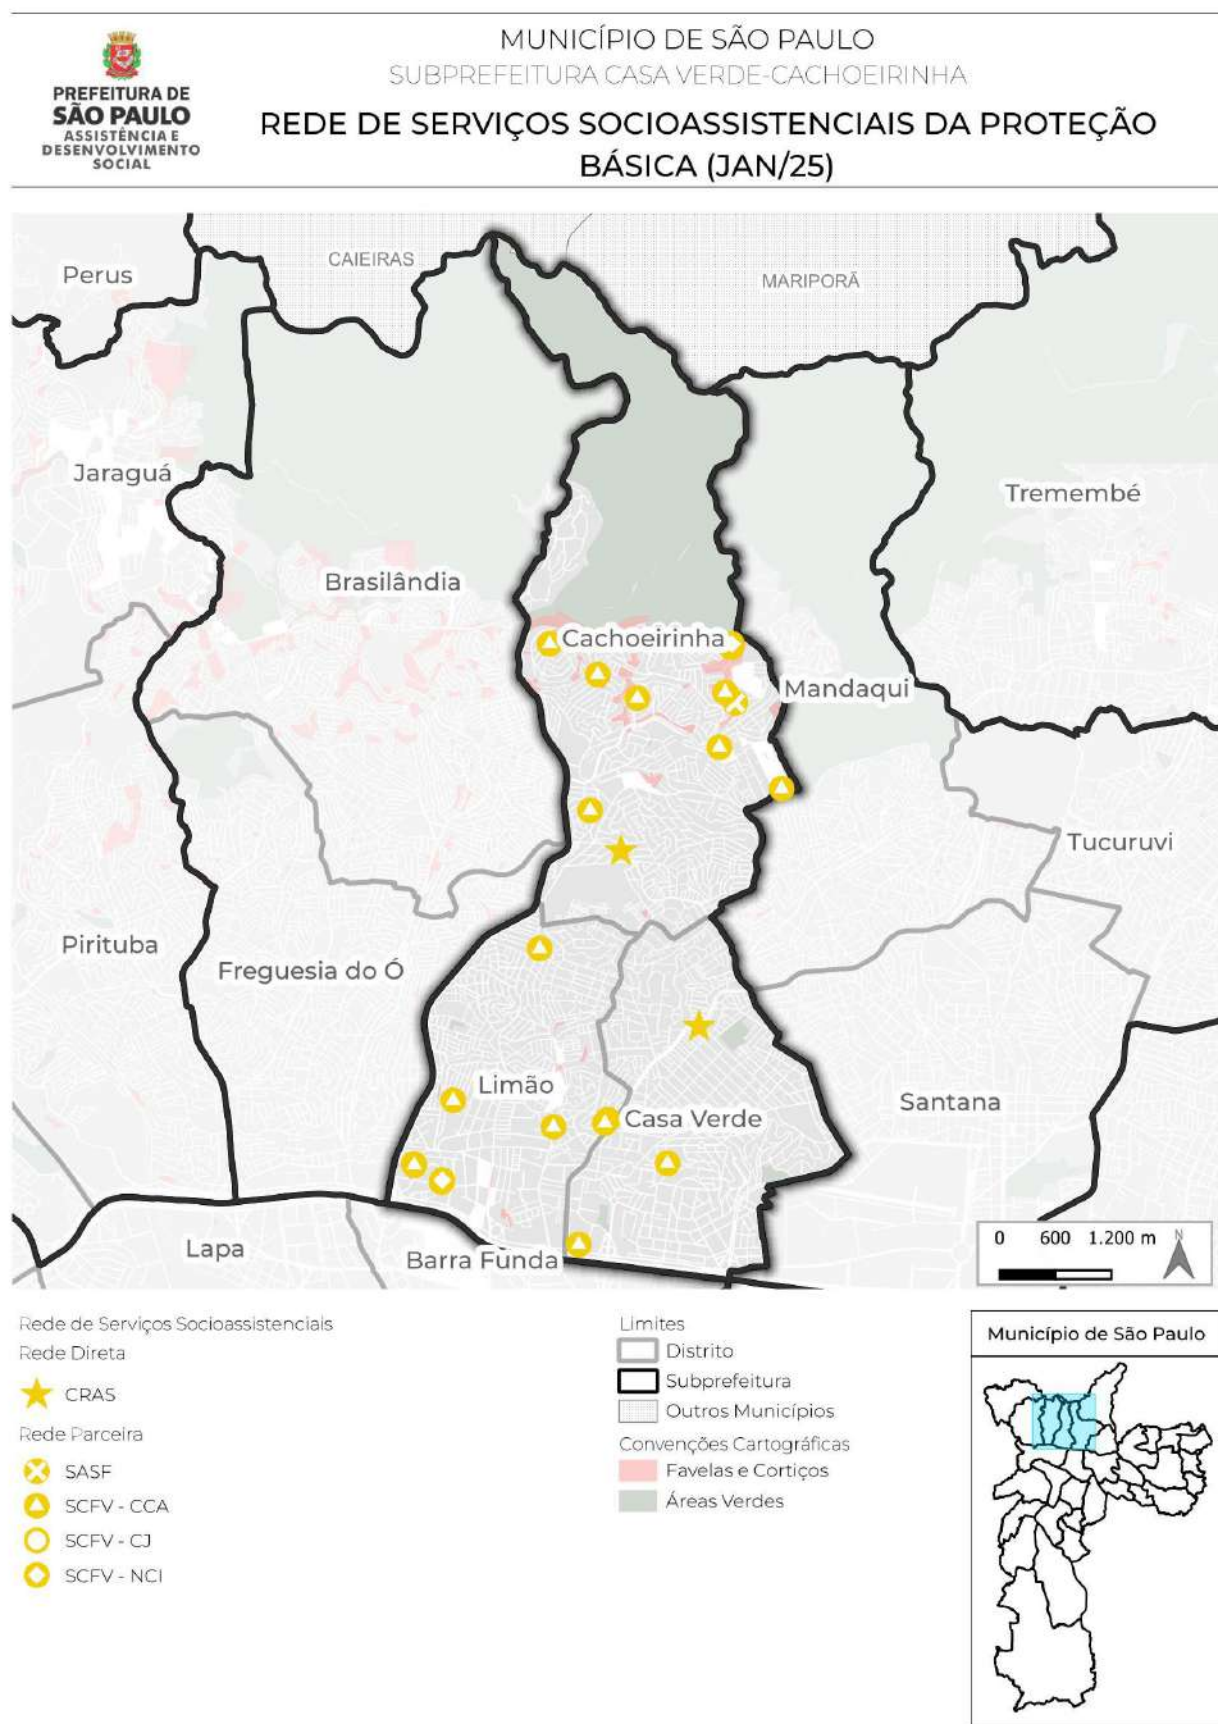 PREFEITURA DE
SÃO PAULO
ASSISTÊNCIA E
DESENVOLVIMENTO
SOCIAL
MUNICÍPIO DE SÃO PAULO
SUBPREFEITURA CASA VERDE-CACHOEIRINHA
REDE DE SERVIÇOS SOCIOASSISTENCIAIS DA PROTEÇÃO
BÁSICA (JAN/25)
CAIEIRAS
Perus
MARIPORÃ
Jaraguá
Tremembé
Brasilândia
Cachoeirinha
Mandaqui
Tucuruvi
Pirituba
Freguesia do Ó
Limão
Santana
Casa Verde
Lapa
Barra Funda
0 600 1.200 m
N
Rede de Serviços Socioassistenciais
Rede Direta
CRAS
Rede Parceira
SASF
SCFV - CCA
SCFV - CJ
SCFV - NCI
Limites
Distrito
Subprefeitura
Outros Municípios
Convenções Cartográficas
Favelas e Cortiços
Áreas Verdes
Município de São Paulo